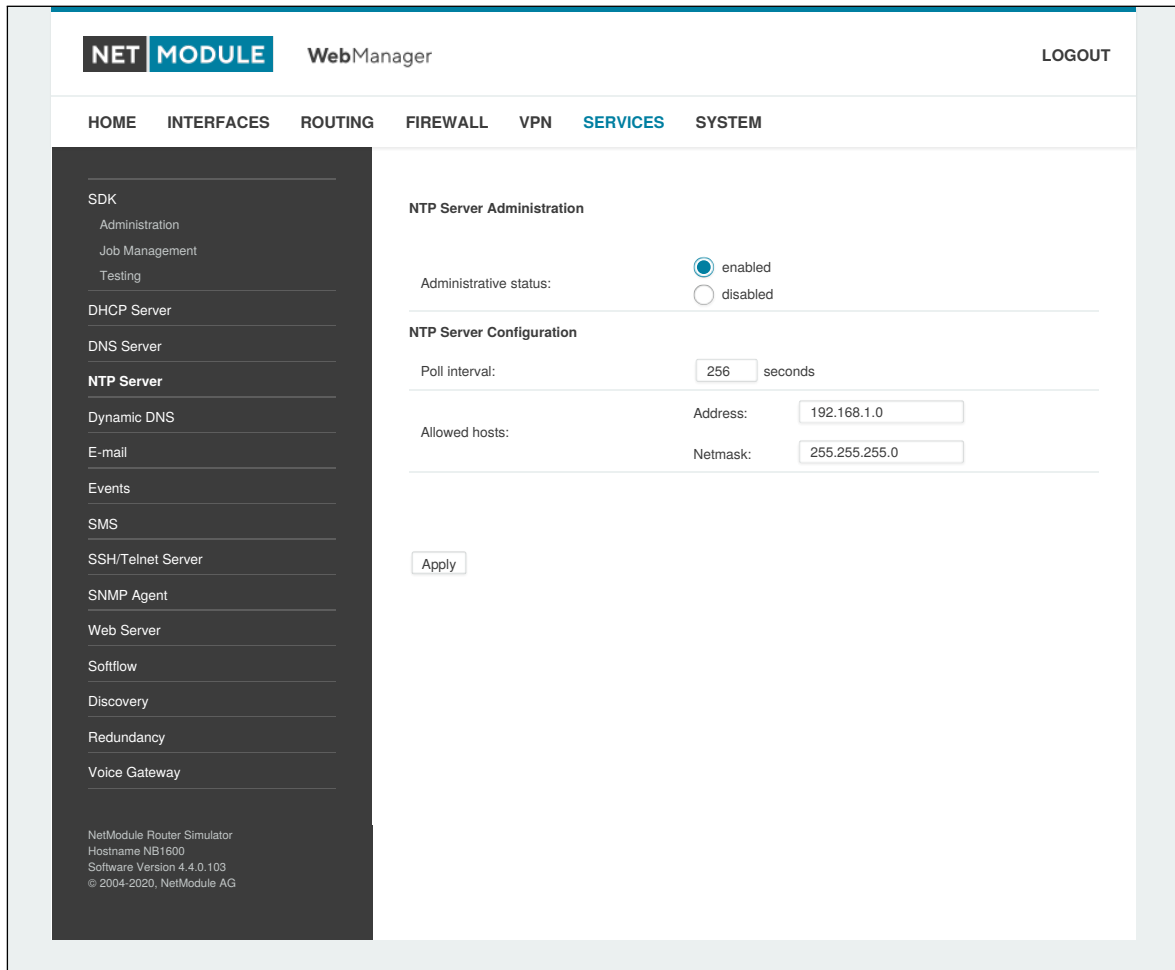 NET MODULE WebManager LOGOUT
HOME INTERFACES ROUTING FIREWALL VPN SERVICES SYSTEM
SDK
Administration
Job Management
Testing
DHCP Server
DNS Server
NTP Server
Dynamic DNS
E-mail
Events
SMS
SSH/Telnet Server
SNMP Agent
Web Server
Softflow
Discovery
Redundancy
Voice Gateway
NetModule Router Simulator
Hostname NB1600
Software Version 4.4.0.103
© 2004-2020, NetModule AG
NTP Server Administration
Administrative status:
enabled
disabled
NTP Server Configuration
Poll interval: 256 seconds
Allowed hosts:
Address: 192.168.1.0
Netmask: 255.255.255.0
Apply